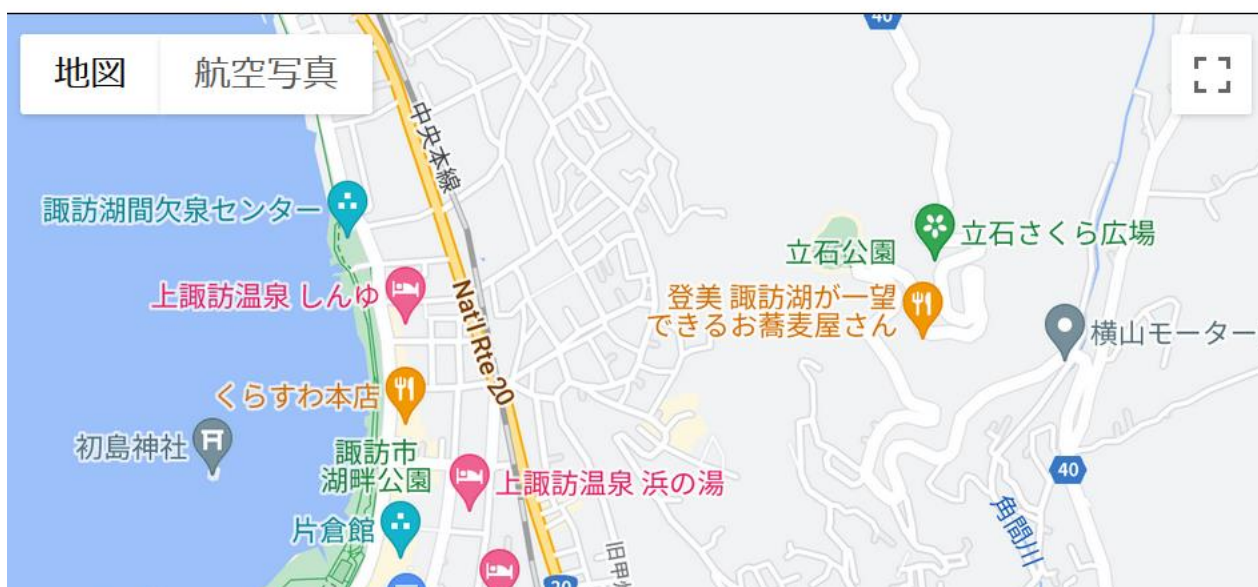 40
地図
航空写真
中央本線
諏訪湖間欠泉センター
立石さくら広場
立石公園
上諏訪温泉 しんゆ
登美 諏訪湖が一望
できるお蕎麦屋さん
Nat'l Rte 20
横山モーター
くらすわ本店
初島神社
諏訪市
湖畔公園
40
上諏訪温泉 浜の湯
片倉館
角間川
旧甲州
20